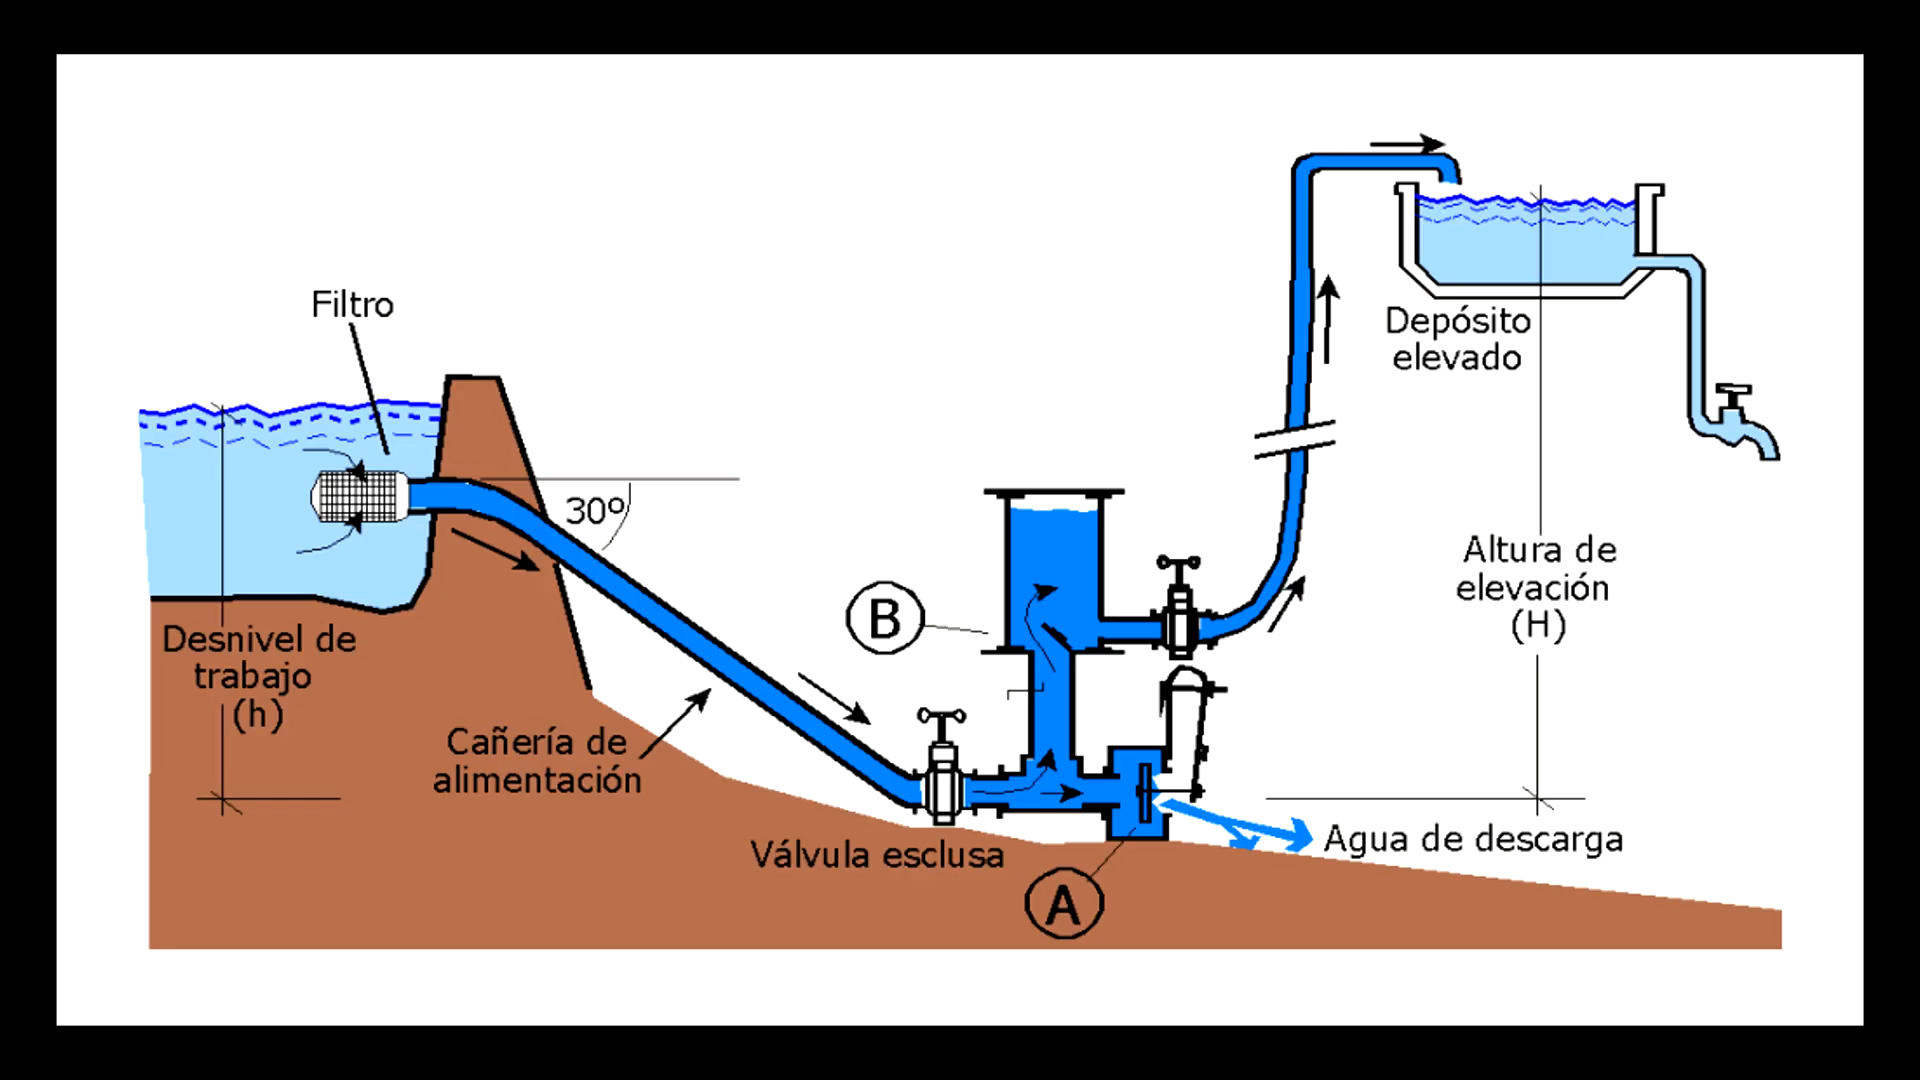 Filtro
30º
Depósito
elevado
Altura de
elevación
(H)
B
Desnivel de
trabajo
(h)
Cañería de
alimentación
Válvula esclusa
Agua de descarga
A